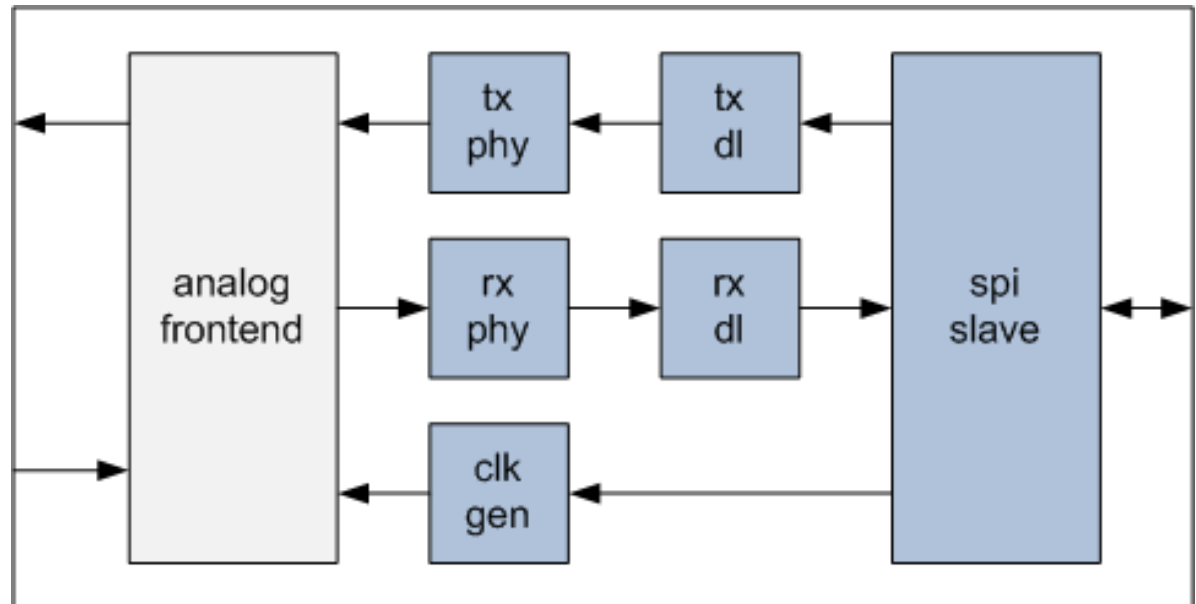 tx
phy
tx
dl
analog
frontend
rx
phy
rx
dl
spi
slave
clk
gen